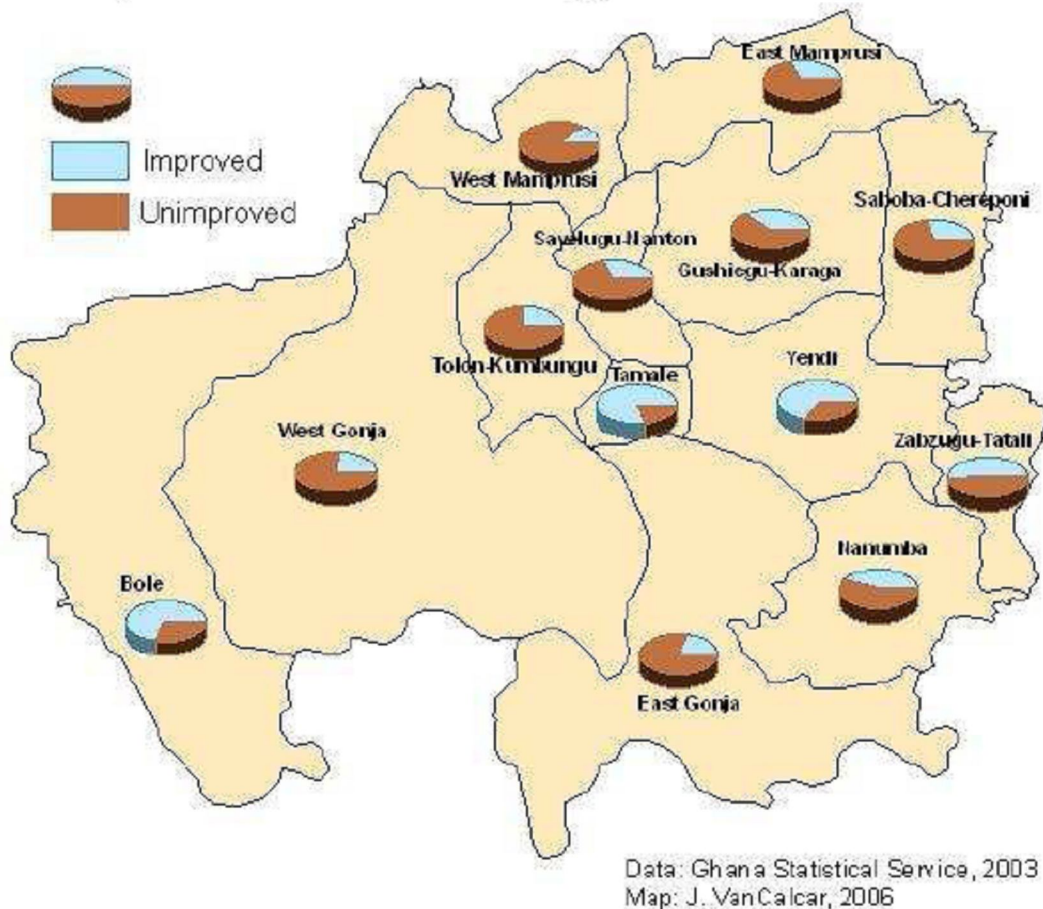 East Mamprusi
Improved
West Mamprusi
Unimproved
Saboba-Chereponi
Savelugu-Nanton
Gushiegu-Karaga
Yendi
Tolon-Kumbungu
Tamale
West Gonja
Zabzugu-Tatali
Nanumba
Bole
East Gonja
Data: Ghana Statistical Service, 2003
Map: J. VanCalcar, 2006